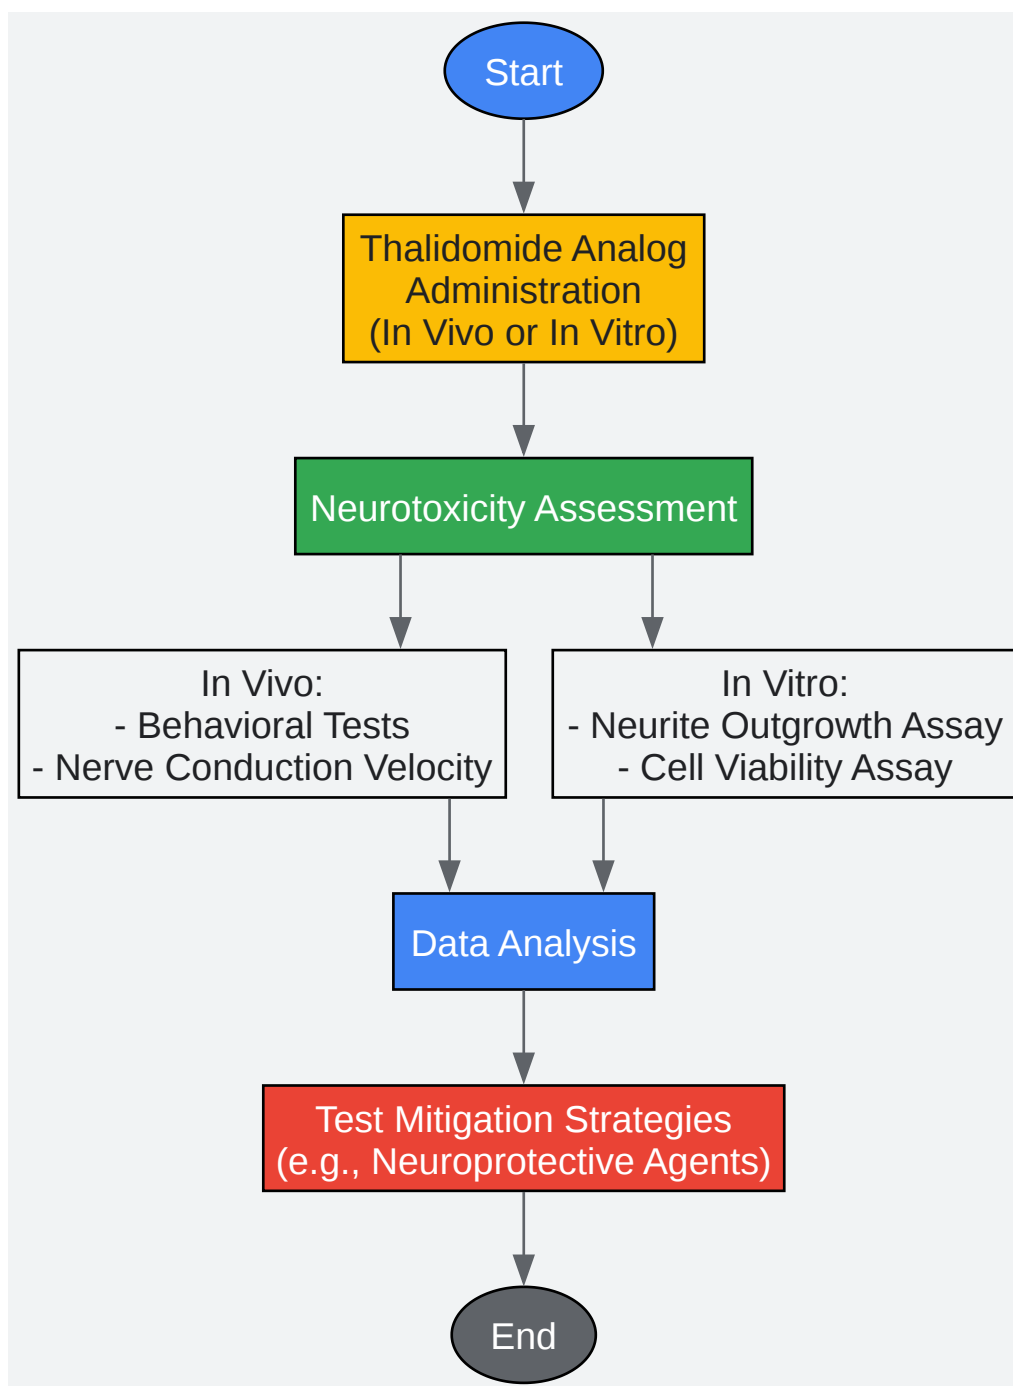 Start
Thalidomide Analog
Administration
(In Vivo or In Vitro)
Neurotoxicity Assessment
In Vivo:
- Behavioral Tests
- Nerve Conduction Velocity
In Vitro:
- Neurite Outgrowth Assay
- Cell Viability Assay
Data Analysis
Test Mitigation Strategies
(e.g., Neuroprotective Agents)
End